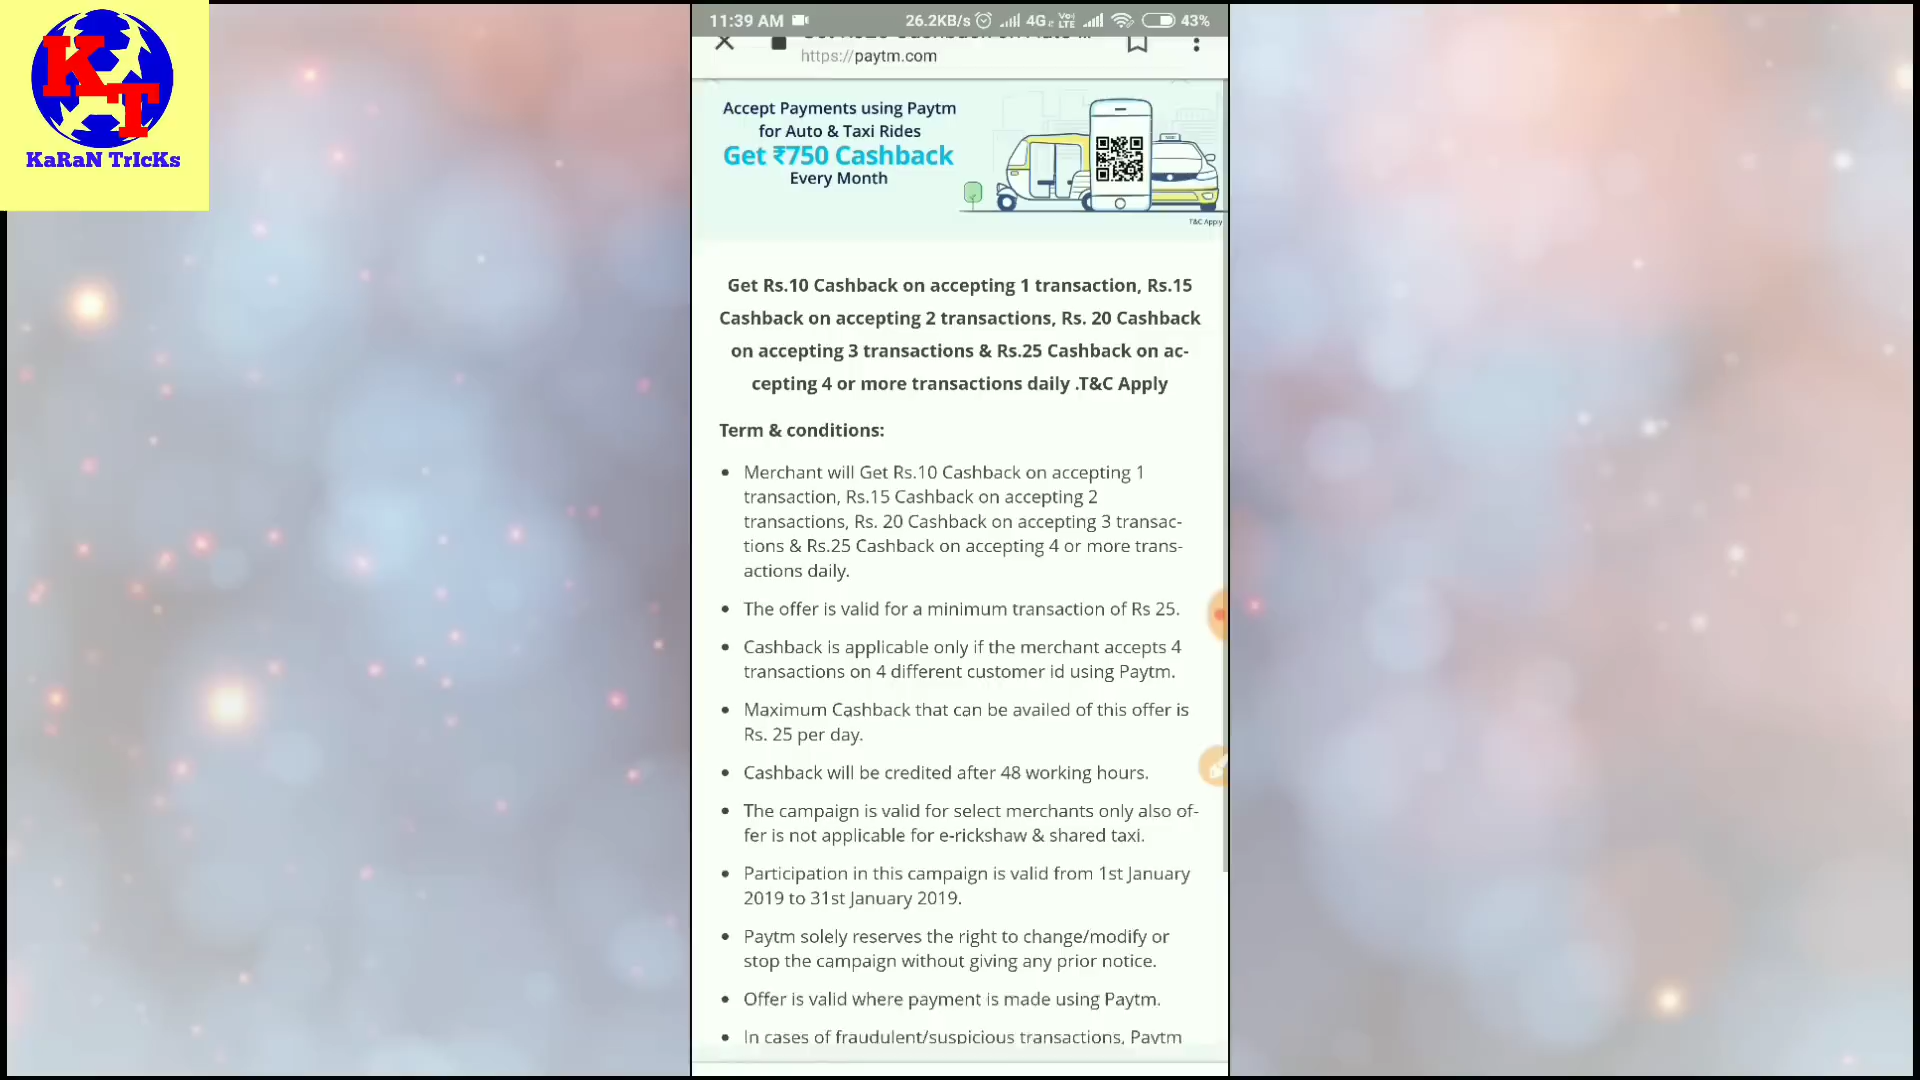 KT
KaRaN TrIcKs
11:39 AM
26.2KB/s 4G Vo) LTE 43%
https://paytm.com
Accept Payments using Paytm
for Auto & Taxi Rides
Get ₹750 Cashback
Every Month
T&C Apply
Get Rs.10 Cashback on accepting 1 transaction, Rs.15
Cashback on accepting 2 transactions, Rs. 20 Cashback
on accepting 3 transactions & Rs.25 Cashback on ac-
cepting 4 or more transactions daily .T&C Apply
Term & conditions:
• Merchant will Get Rs.10 Cashback on accepting 1
transaction, Rs.15 Cashback on accepting 2
transactions, Rs. 20 Cashback on accepting 3 transac-
tions & Rs.25 Cashback on accepting 4 or more trans-
actions daily.
• The offer is valid for a minimum transaction of Rs 25.
• Cashback is applicable only if the merchant accepts 4
transactions on 4 different customer id using Paytm.
• Maximum Cashback that can be availed of this offer is
Rs. 25 per day.
• Cashback will be credited after 48 working hours.
• The campaign is valid for select merchants only also of-
fer is not applicable for e-rickshaw & shared taxi.
• Participation in this campaign is valid from 1st January
2019 to 31st January 2019.
• Paytm solely reserves the right to change/modify or
stop the campaign without giving any prior notice.
• Offer is valid where payment is made using Paytm.
• In cases of fraudulent/suspicious transactions, Paytm